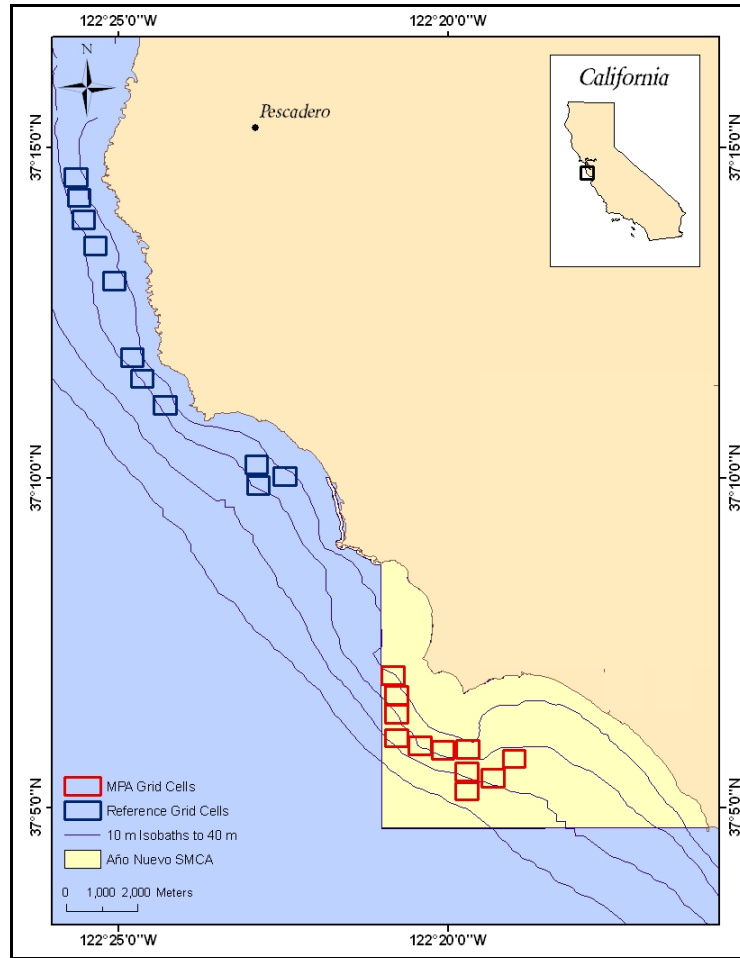 122°25'0"W 122°20'0"W
N
California
Pescadero
37°15'0"N 37°15'0"N
37°10'0"N 37°10'0"N
37°5'0"N 37°5'0"N
MPA Grid Cells
Reference Grid Cells
10 m Isobaths to 40 m
Año Nuevo SMCA
0 1,000 2,000 Meters
122°25'0"W 122°20'0"W